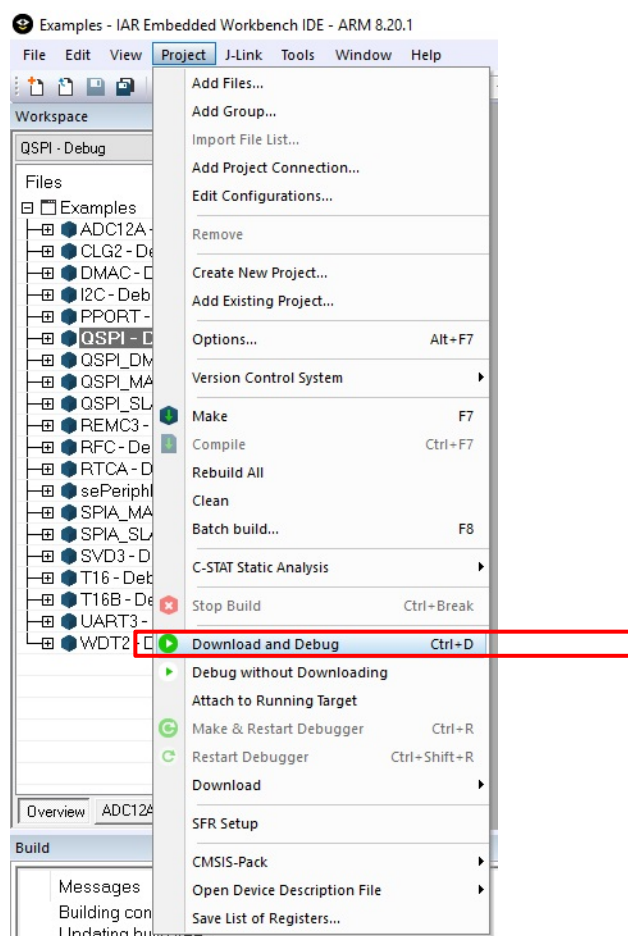 Examples - IAR Embedded Workbench IDE - ARM 8.20.1
File Edit View Project J-Link Tools Window Help
Workspace
QSPI - Debug
Files
Examples
ADC12A -
CLG2 - De
DMAC - D
I2C - Deb
PPORT -
QSPI - D
QSPI_DM
QSPI_MA
QSPI_SL
REMC3 -
RFC - De
RTCA - D
sePeriphl
SPIA_MA
SPIA_SLA
SVD3 - D
T16 - Deb
T16B - De
UART3 -
WDT2 - D
Overview ADC12A
Build
Messages
Building con
Updating bu
Add Files...
Add Group...
Import File List...
Add Project Connection...
Edit Configurations...
Remove
Create New Project...
Add Existing Project...
Options... Alt+F7
Version Control System
Make F7
Compile Ctrl+F7
Rebuild All
Clean
Batch build... F8
C-STAT Static Analysis
Stop Build Ctrl+Break
Download and Debug Ctrl+D
Debug without Downloading
Attach to Running Target
Make & Restart Debugger Ctrl+R
Restart Debugger Ctrl+Shift+R
Download
SFR Setup
CMSIS-Pack
Open Device Description File
Save List of Registers...